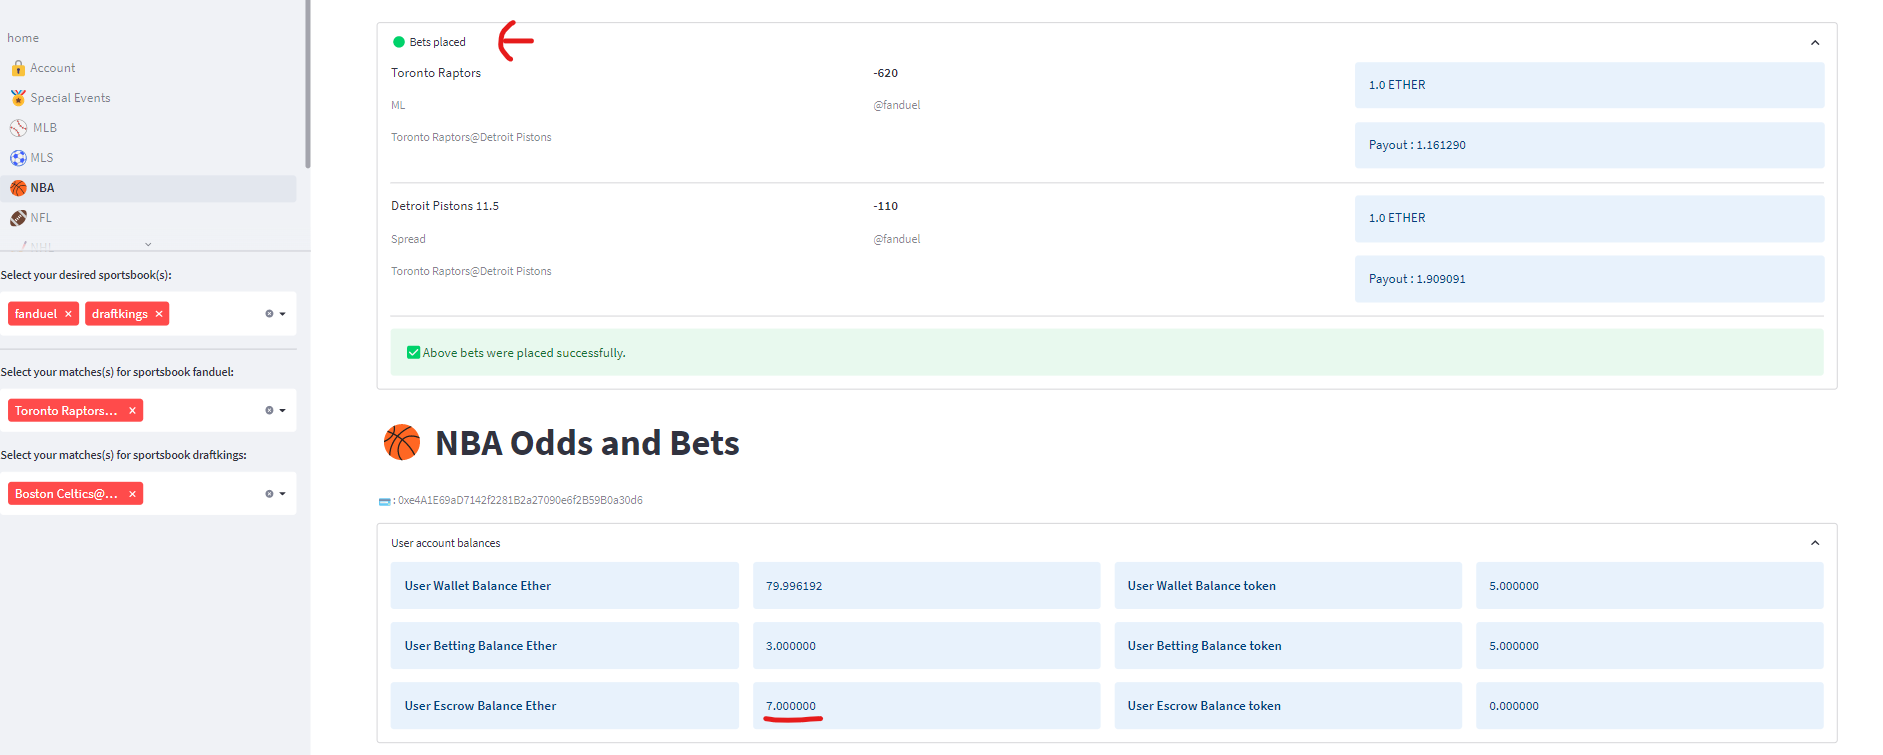 home
Account
Special Events
MLB
MLS
NBA
NFL
NHL
Select your desired sportsbook(s):
fanduel × draftkings ×
Select your matches(s) for sportsbook fanduel:
Toronto Raptors... ×
Select your matches(s) for sportsbook draftkings:
Boston Celtics@... ×
Bets placed
Toronto Raptors -620 1.0 ETHER
ML @fanduel
Toronto Raptors@Detroit Pistons Payout : 1.161290
Detroit Pistons 11.5 -110 1.0 ETHER
Spread @fanduel
Toronto Raptors@Detroit Pistons Payout : 1.909091
Above bets were placed successfully.
NBA Odds and Bets
: 0xe4A1E69aD7142f2281B2a27090e6f2B59B0a30d6
User account balances
User Wallet Balance Ether 79.996192 User Wallet Balance token 5.000000
User Betting Balance Ether 3.000000 User Betting Balance token 5.000000
User Escrow Balance Ether 7.000000 User Escrow Balance token 0.000000